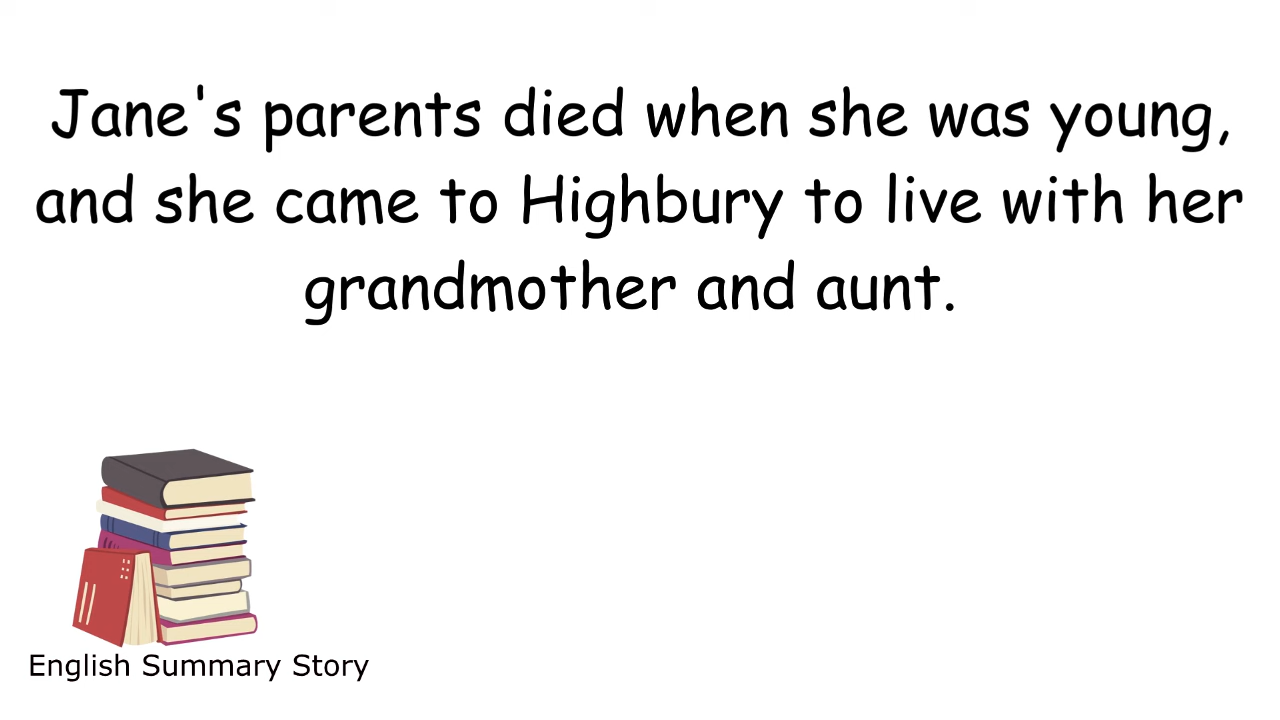 Jane's parents died when she was young,
and she came to Highbury to live with her
grandmother and aunt.
English Summary Story